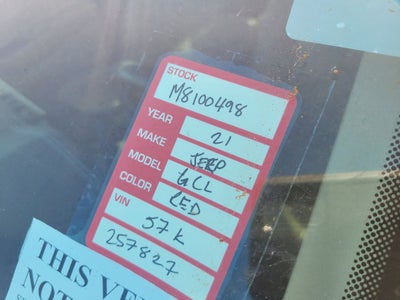 STOCK
M8100498
YEAR 21
MAKE JEEP
MODEL GCL
COLOR RED
VIN 57K
257827
THIS VE
NOT